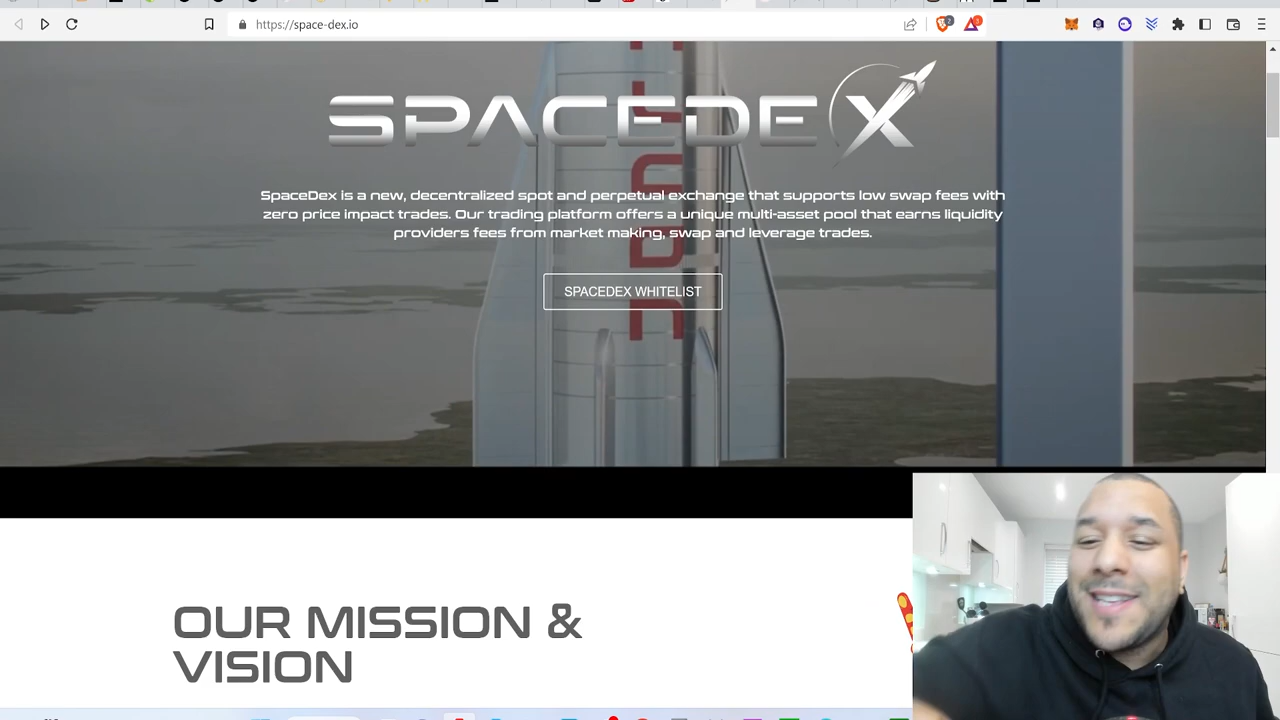 https://space-dex.io
SPACEDEX
SpaceDex is a new, decentralized spot and perpetual exchange that supports low swap fees with
zero price impact trades. Our trading platform offers a unique multi-asset pool that earns liquidity
providers fees from market making, swap and leverage trades.
SPACEDEX WHITELIST
OUR MISSION &
VISION